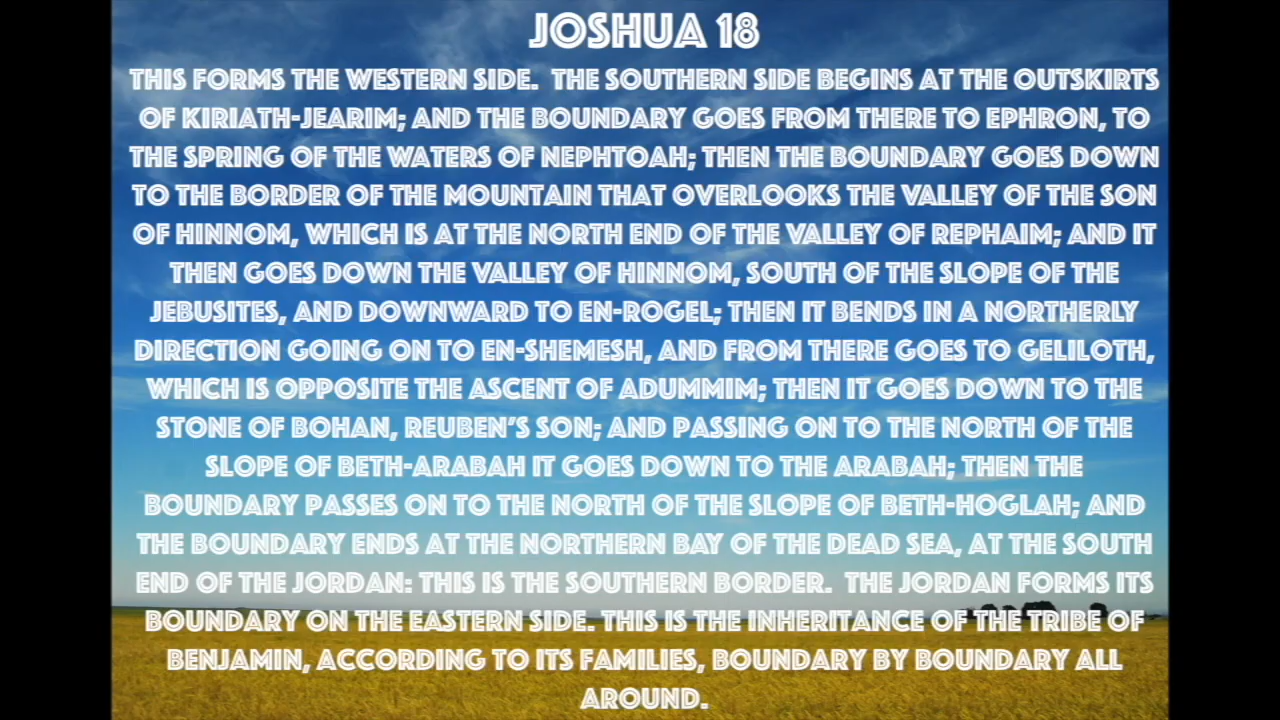 JOSHUA 18
THIS FORMS THE WESTERN SIDE. THE SOUTHERN SIDE BEGINS AT THE OUTSKIRTS
OF KIRIATH-JEARIM; AND THE BOUNDARY GOES FROM THERE TO EPHRON, TO
THE SPRING OF THE WATERS OF NEPHTOAH; THEN THE BOUNDARY GOES DOWN
TO THE BORDER OF THE MOUNTAIN THAT OVERLOOKS THE VALLEY OF THE SON
OF HINNOM, WHICH IS AT THE NORTH END OF THE VALLEY OF REPHAIM; AND IT
THEN GOES DOWN THE VALLEY OF HINNOM, SOUTH OF THE SLOPE OF THE
JEBUSITES, AND DOWNWARD TO EN-ROGEL; THEN IT BENDS IN A NORTHERLY
DIRECTION GOING ON TO EN-SHEMESH, AND FROM THERE GOES TO GELILOTH,
WHICH IS OPPOSITE THE ASCENT OF ADUMMIM; THEN IT GOES DOWN TO THE
STONE OF BOHAN, REUBEN'S SON; AND PASSING ON TO THE NORTH OF THE
SLOPE OF BETH-ARABAH IT GOES DOWN TO THE ARABAH; THEN THE
BOUNDARY PASSES ON TO THE NORTH OF THE SLOPE OF BETH-HOGLAH; AND
THE BOUNDARY ENDS AT THE NORTHERN BAY OF THE DEAD SEA, AT THE SOUTH
END OF THE JORDAN: THIS IS THE SOUTHERN BORDER. THE JORDAN FORMS ITS
BOUNDARY ON THE EASTERN SIDE. THIS IS THE INHERITANCE OF THE TRIBE OF
BENJAMIN, ACCORDING TO ITS FAMILIES, BOUNDARY BY BOUNDARY ALL
AROUND.